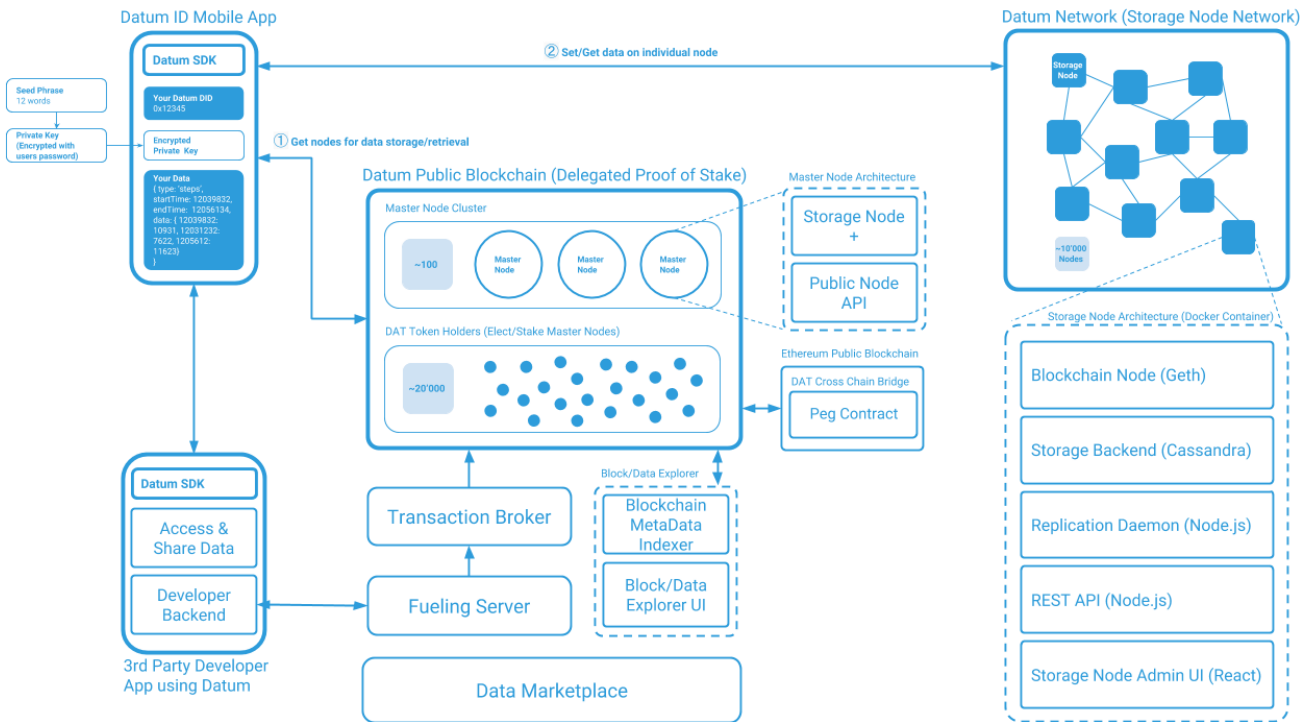 Datum ID Mobile App
Datum SDK
Seed Phrase
12 words
Private Key
(Encrypted with
users password)
Your Datum DID
0x12345
Encrypted
Private Key
Your Data
{ type: 'steps',
startTime: 12039832,
endTime: 12056134,
data: { 12039832:
10931, 12031232:
7622, 1205612:
11623}
}
② Set/Get data on individual node
① Get nodes for data storage/retrieval
Datum Public Blockchain (Delegated Proof of Stake)
Master Node Cluster
~100
Master
Node
Master
Node
Master
Node
DAT Token Holders (Elect/Stake Master Nodes)
~20'000
Master Node Architecture
Storage Node
+
Public Node
API
Ethereum Public Blockchain
DAT Cross Chain Bridge
Peg Contract
Datum Network (Storage Node Network)
Storage
Node
~10'000
Nodes
Storage Node Architecture (Docker Container)
Blockchain Node (Geth)
Storage Backend (Cassandra)
Replication Daemon (Node.js)
REST API (Node.js)
Storage Node Admin UI (React)
Datum SDK
Access &
Share Data
Developer
Backend
3rd Party Developer
App using Datum
Transaction Broker
Fueling Server
Block/Data Explorer
Blockchain
MetaData
Indexer
Block/Data
Explorer UI
Data Marketplace